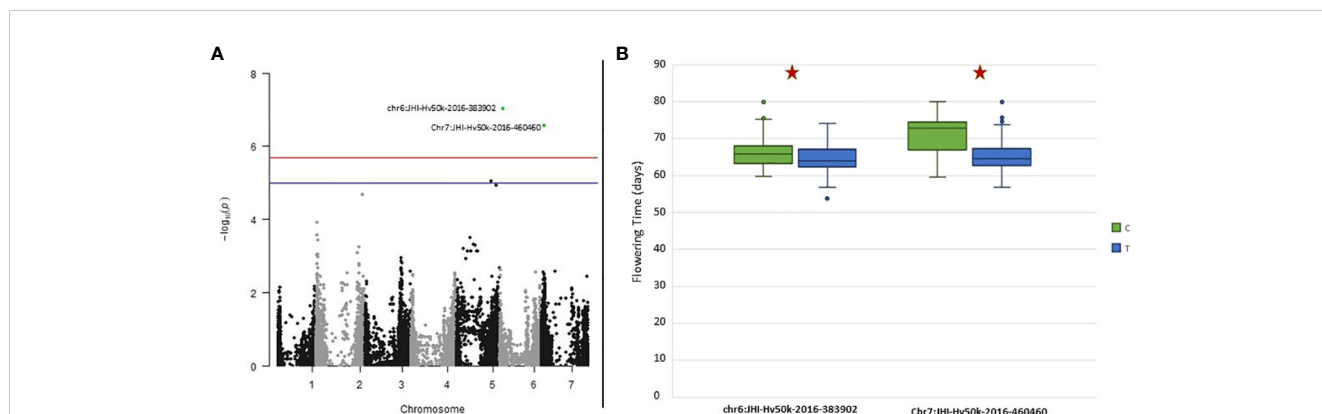 A
B
8
6
4
2
0
−log₁₀(p)
chr6:JHI-Hv50k-2016-383902
Chr7:JHI-Hv50k-2016-460460
1 2 3 4 5 6 7
Chromosome
90
80
70
60
50
40
30
20
10
0
Flowering Time (days)
C
T
chr6:JHI-Hv50k-2016-383902 Chr7:JHI-Hv50k-2016-460460